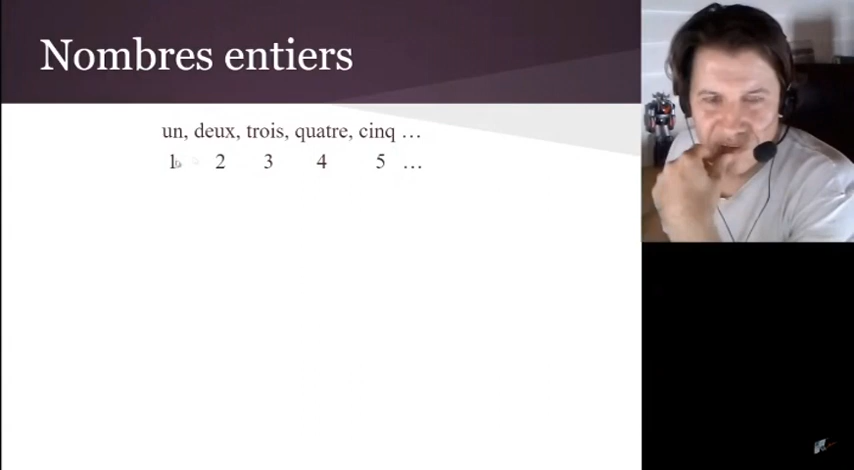 Nombres entiers
un, deux, trois, quatre, cinq …
1 2 3 4 5 …